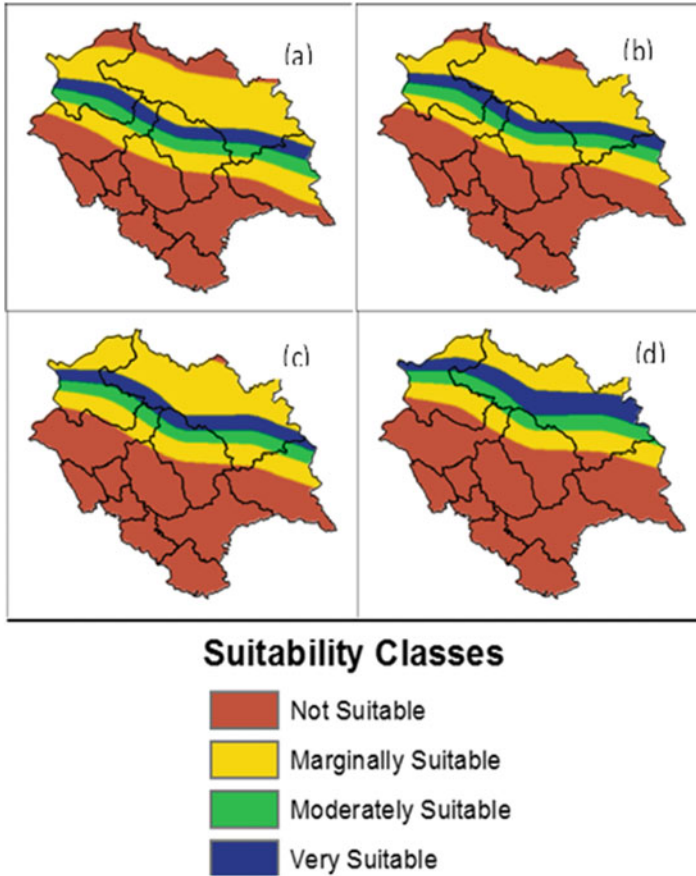 (a)
(b)
(c)
(d)
Suitability Classes
Not Suitable
Marginally Suitable
Moderately Suitable
Very Suitable